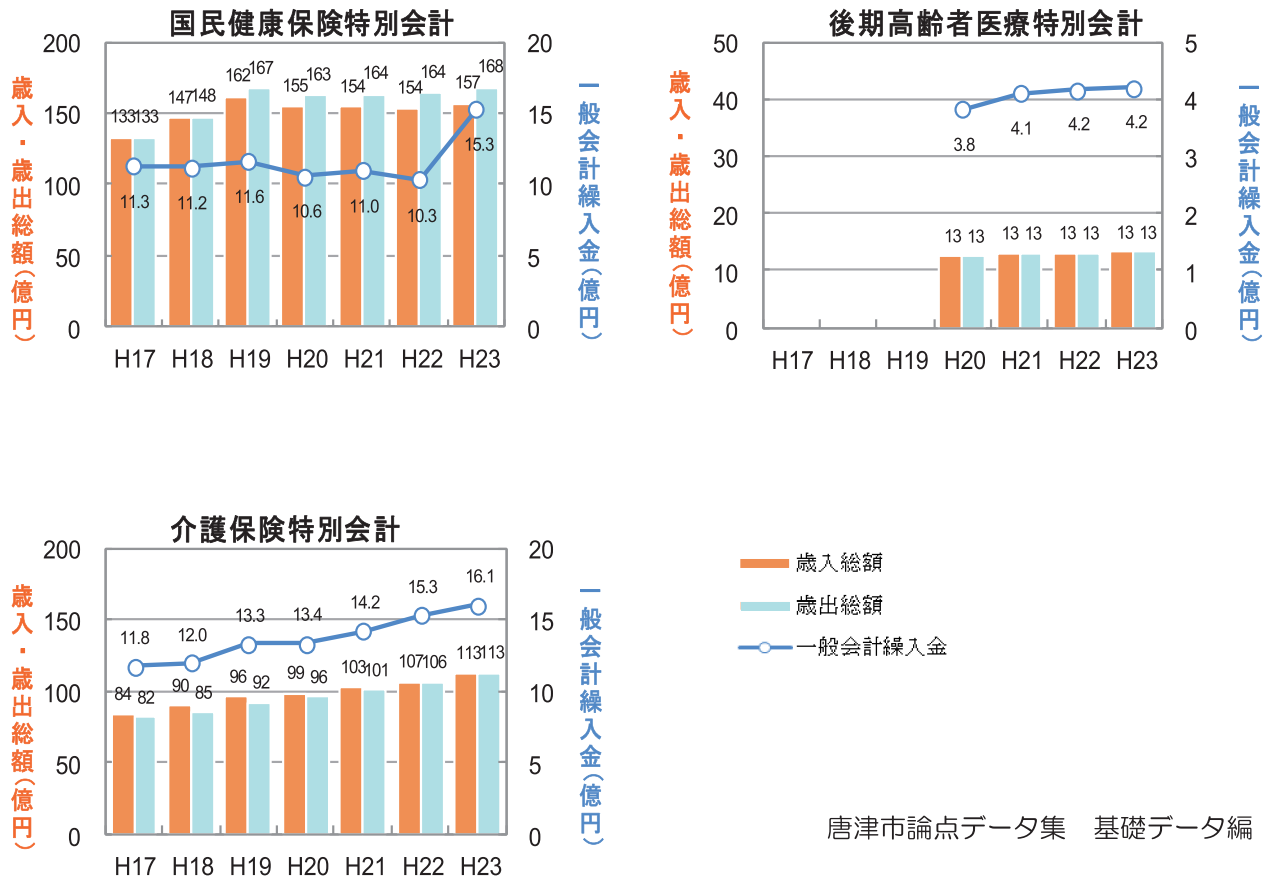 国民健康保険特別会計
歳入・歳出総額(億円)
一般会計繰入金(億円)
200
150
100
50
0
20
15
10
5
0
133 133 147 148 162 167 155 163 154 164 154 164 157 168
11.3 11.2 11.6 10.6 11.0 10.3 15.3
H17 H18 H19 H20 H21 H22 H23
後期高齢者医療特別会計
歳入・歳出総額(億円)
一般会計繰入金(億円)
50
40
30
20
10
0
5
4
3
2
1
0
3.8 4.1 4.2 4.2
13 13 13 13 13 13 13 13
H17 H18 H19 H20 H21 H22 H23
介護保険特別会計
歳入・歳出総額(億円)
一般会計繰入金(億円)
200
150
100
50
0
20
15
10
5
0
11.8 12.0 13.3 13.4 14.2 15.3 16.1
84 82 90 85 96 92 99 96 103 101 107 106 113 113
H17 H18 H19 H20 H21 H22 H23
歳入総額
歳出総額
一般会計繰入金
唐津市論点データ集 基礎データ編